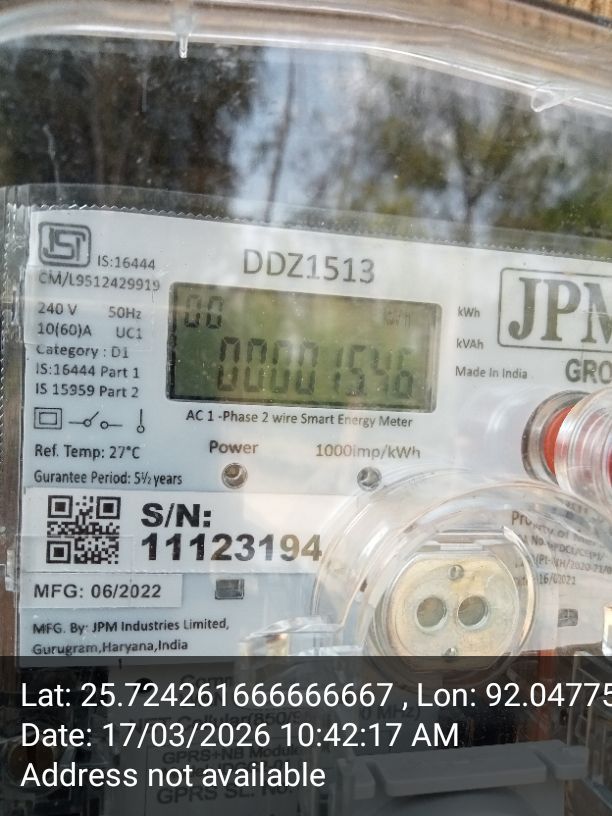 IS:16444
CM/L9512429919
DDZ1513
240 V 50Hz
10(60)A UC1
Category : D1
IS:16444 Part 1
IS 15959 Part 2
00 kWh
00001546
kWh
kVAh
JPM
GRO
Made In India
AC 1 -Phase 2 wire Smart Energy Meter
Ref. Temp: 27°C
Power 1000imp/kWh
Gurantee Period: 5½ years
S/N:
11123194
MFG: 06/2022
MFG. By: JPM Industries Limited,
Gurugram,Haryana,India
Property of
Lat: 25.724261666666667 , Lon: 92.04775
Date: 17/03/2026 10:42:17 AM
Address not available